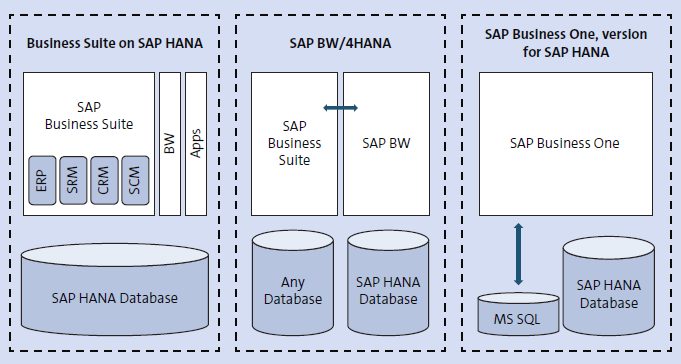 Business Suite on SAP HANA
SAP
Business Suite
ERP
SRM
CRM
SCM
BW
Apps
SAP HANA Database
SAP BW/4HANA
SAP
Business
Suite
SAP BW
Any
Database
SAP HANA
Database
SAP Business One, version
for SAP HANA
SAP Business One
MS SQL
SAP HANA
Database